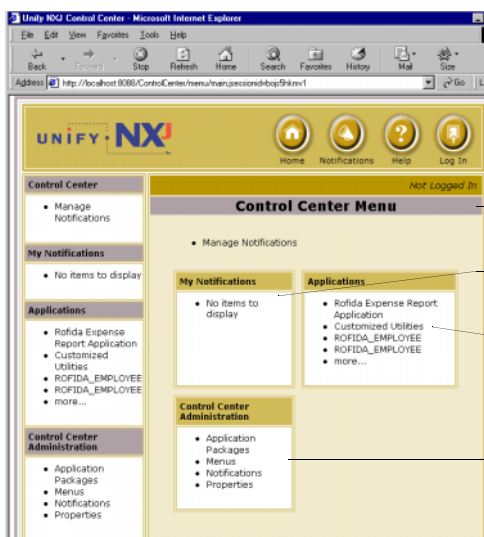 Unify NXJ Control Center - Microsoft Internet Explorer
File Edit View Favorites Tools Help
Back Forward Stop Refresh Home Search Favorites History Mail Size
Address http://localhost:8088/ControlCenter/menu/main;jsessionid=bojs5hkmv1 Go L
UNIFY NXJ
Home Notifications Help Log In
Not Logged In
Control Center
• Manage
Notifications
My Notifications
• No items to display
Applications
• Rofida Expense
Report Application
• Customized
Utilities
• ROFIDA_EMPLOYEE
• ROFIDA_EMPLOYEE
• more...
Control Center
Administration
• Application
Packages
• Menus
• Notifications
• Properties
Control Center Menu
• Manage Notifications
My Notifications
• No items to
display
Applications
• Rofida Expense Report
Application
• Customized Utilities
• ROFIDA_EMPLOYEE
• ROFIDA_EMPLOYEE
• more...
Control Center
Administration
• Application
Packages
• Menus
• Notifications
• Properties